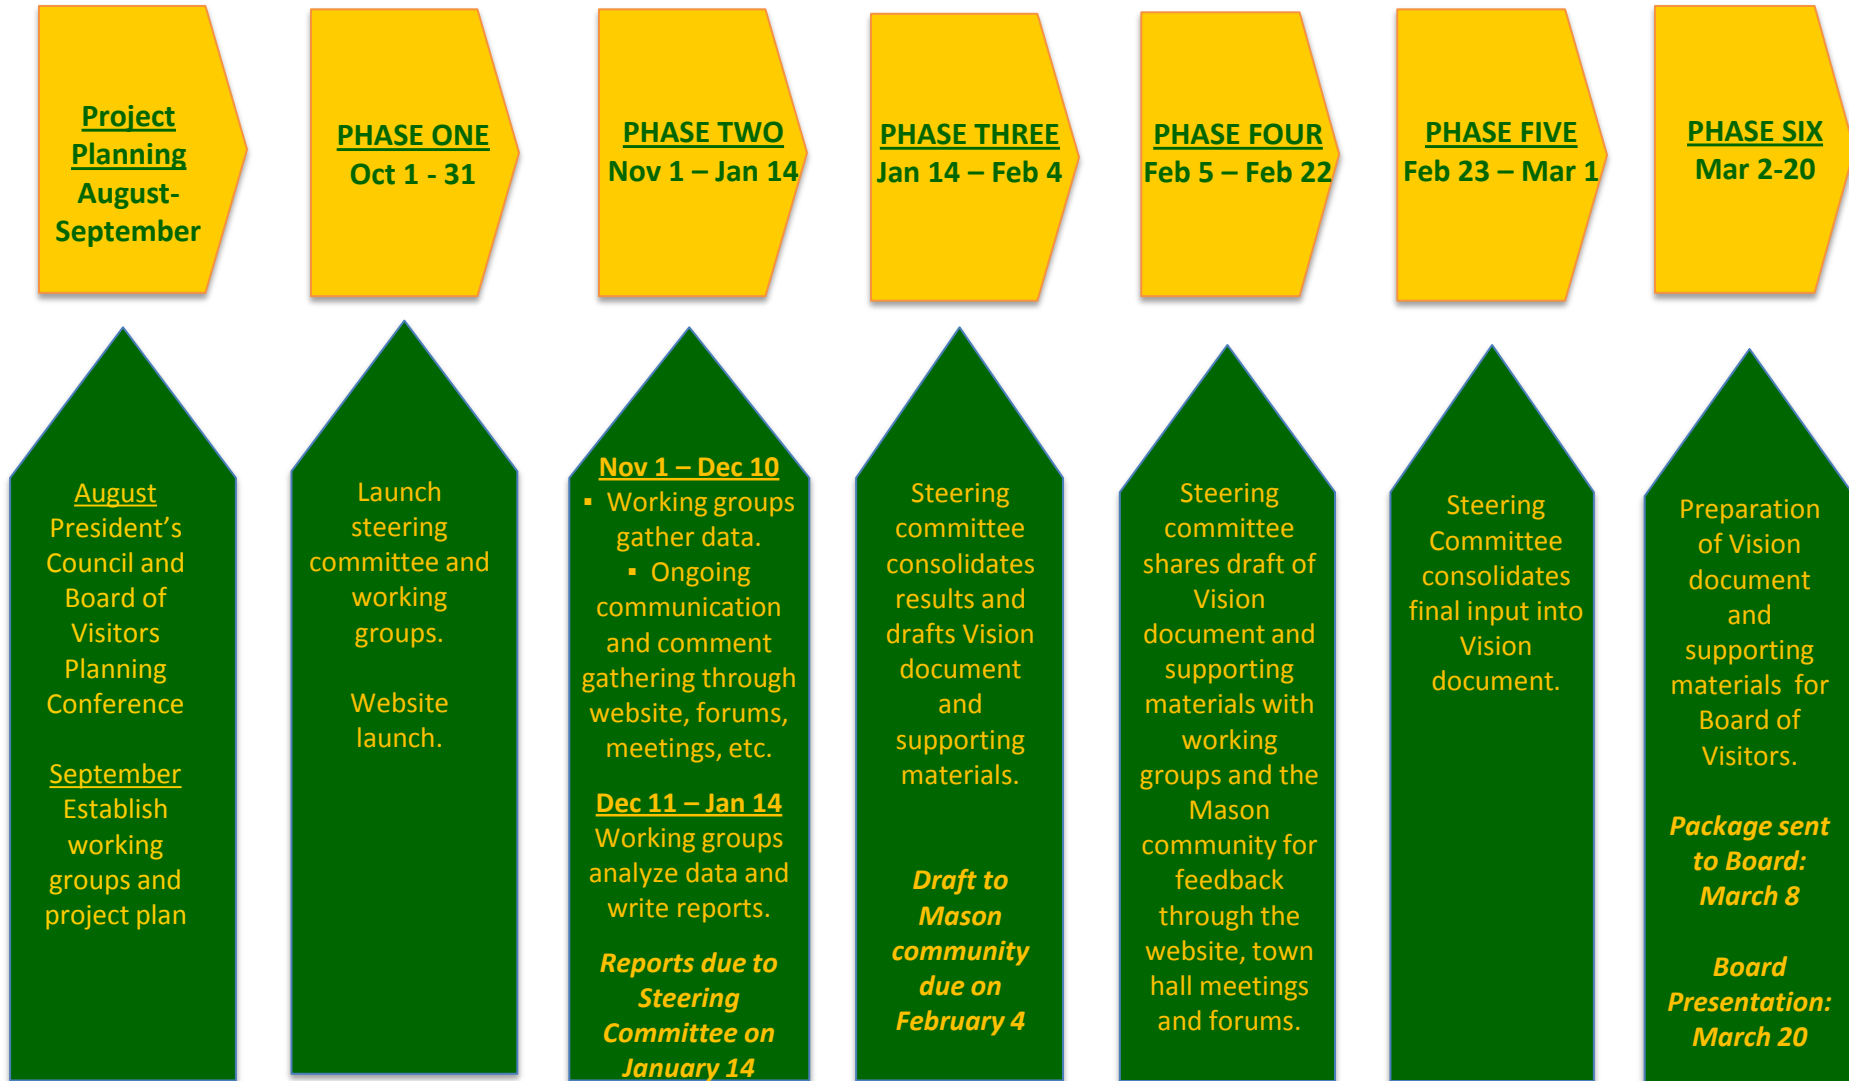 Project
Planning
August-
September
PHASE ONE
Oct 1 - 31
PHASE TWO
Nov 1 – Jan 14
PHASE THREE
Jan 14 – Feb 4
PHASE FOUR
Feb 5 – Feb 22
PHASE FIVE
Feb 23 – Mar 1
PHASE SIX
Mar 2-20
August
President’s
Council and
Board of
Visitors
Planning
Conference
September
Establish
working
groups and
project plan
Launch
steering
committee and
working
groups.
Website
launch.
Nov 1 – Dec 10
▪ Working groups
gather data.
▪ Ongoing
communication
and comment
gathering through
website, forums,
meetings, etc.
Dec 11 – Jan 14
Working groups
analyze data and
write reports.
Reports due to
Steering
Committee on
January 14
Steering
committee
consolidates
results and
drafts Vision
document
and
supporting
materials.
Draft to
Mason
community
due on
February 4
Steering
committee
shares draft of
Vision
document and
supporting
materials with
working
groups and the
Mason
community for
feedback
through the
website, town
hall meetings
and forums.
Steering
Committee
consolidates
final input into
Vision
document.
Preparation
of Vision
document
and
supporting
materials for
Board of
Visitors.
Package sent
to Board:
March 8
Board
Presentation:
March 20